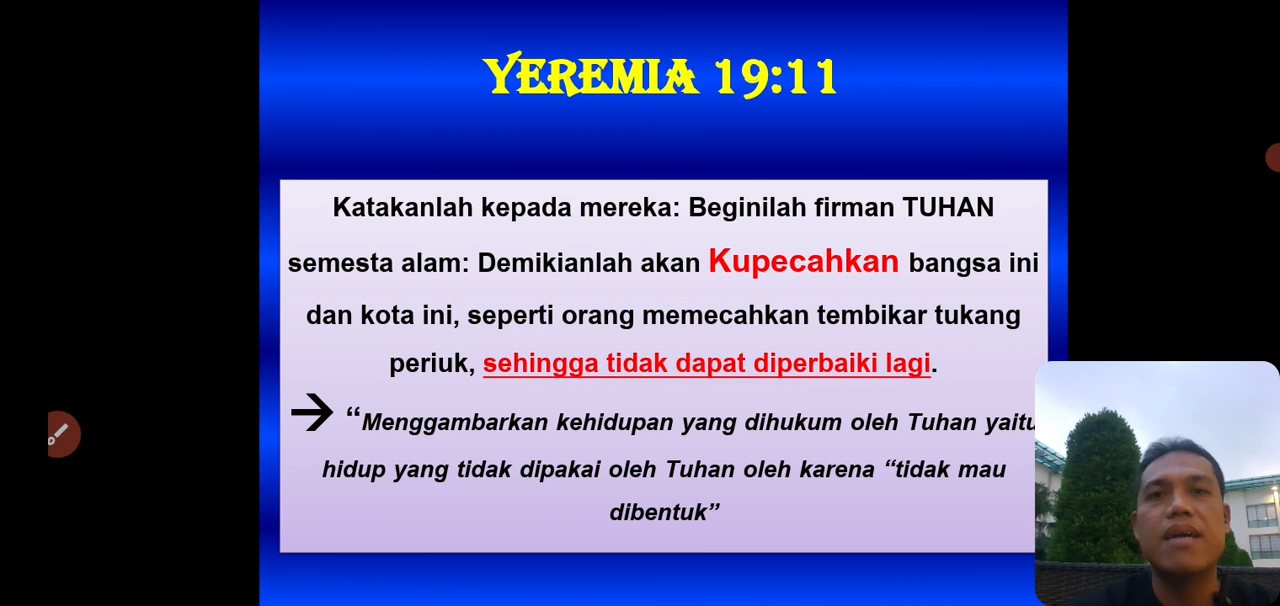 YEREMIA 19:11
Katakanlah kepada mereka: Beginilah firman TUHAN
semesta alam: Demikianlah akan Kupecahkan bangsa ini
dan kota ini, seperti orang memecahkan tembikar tukang
periuk, sehingga tidak dapat diperbaiki lagi.
→ “Menggambarkan kehidupan yang dihukum oleh Tuhan yaitu
hidup yang tidak dipakai oleh Tuhan oleh karena “tidak mau
dibentuk”